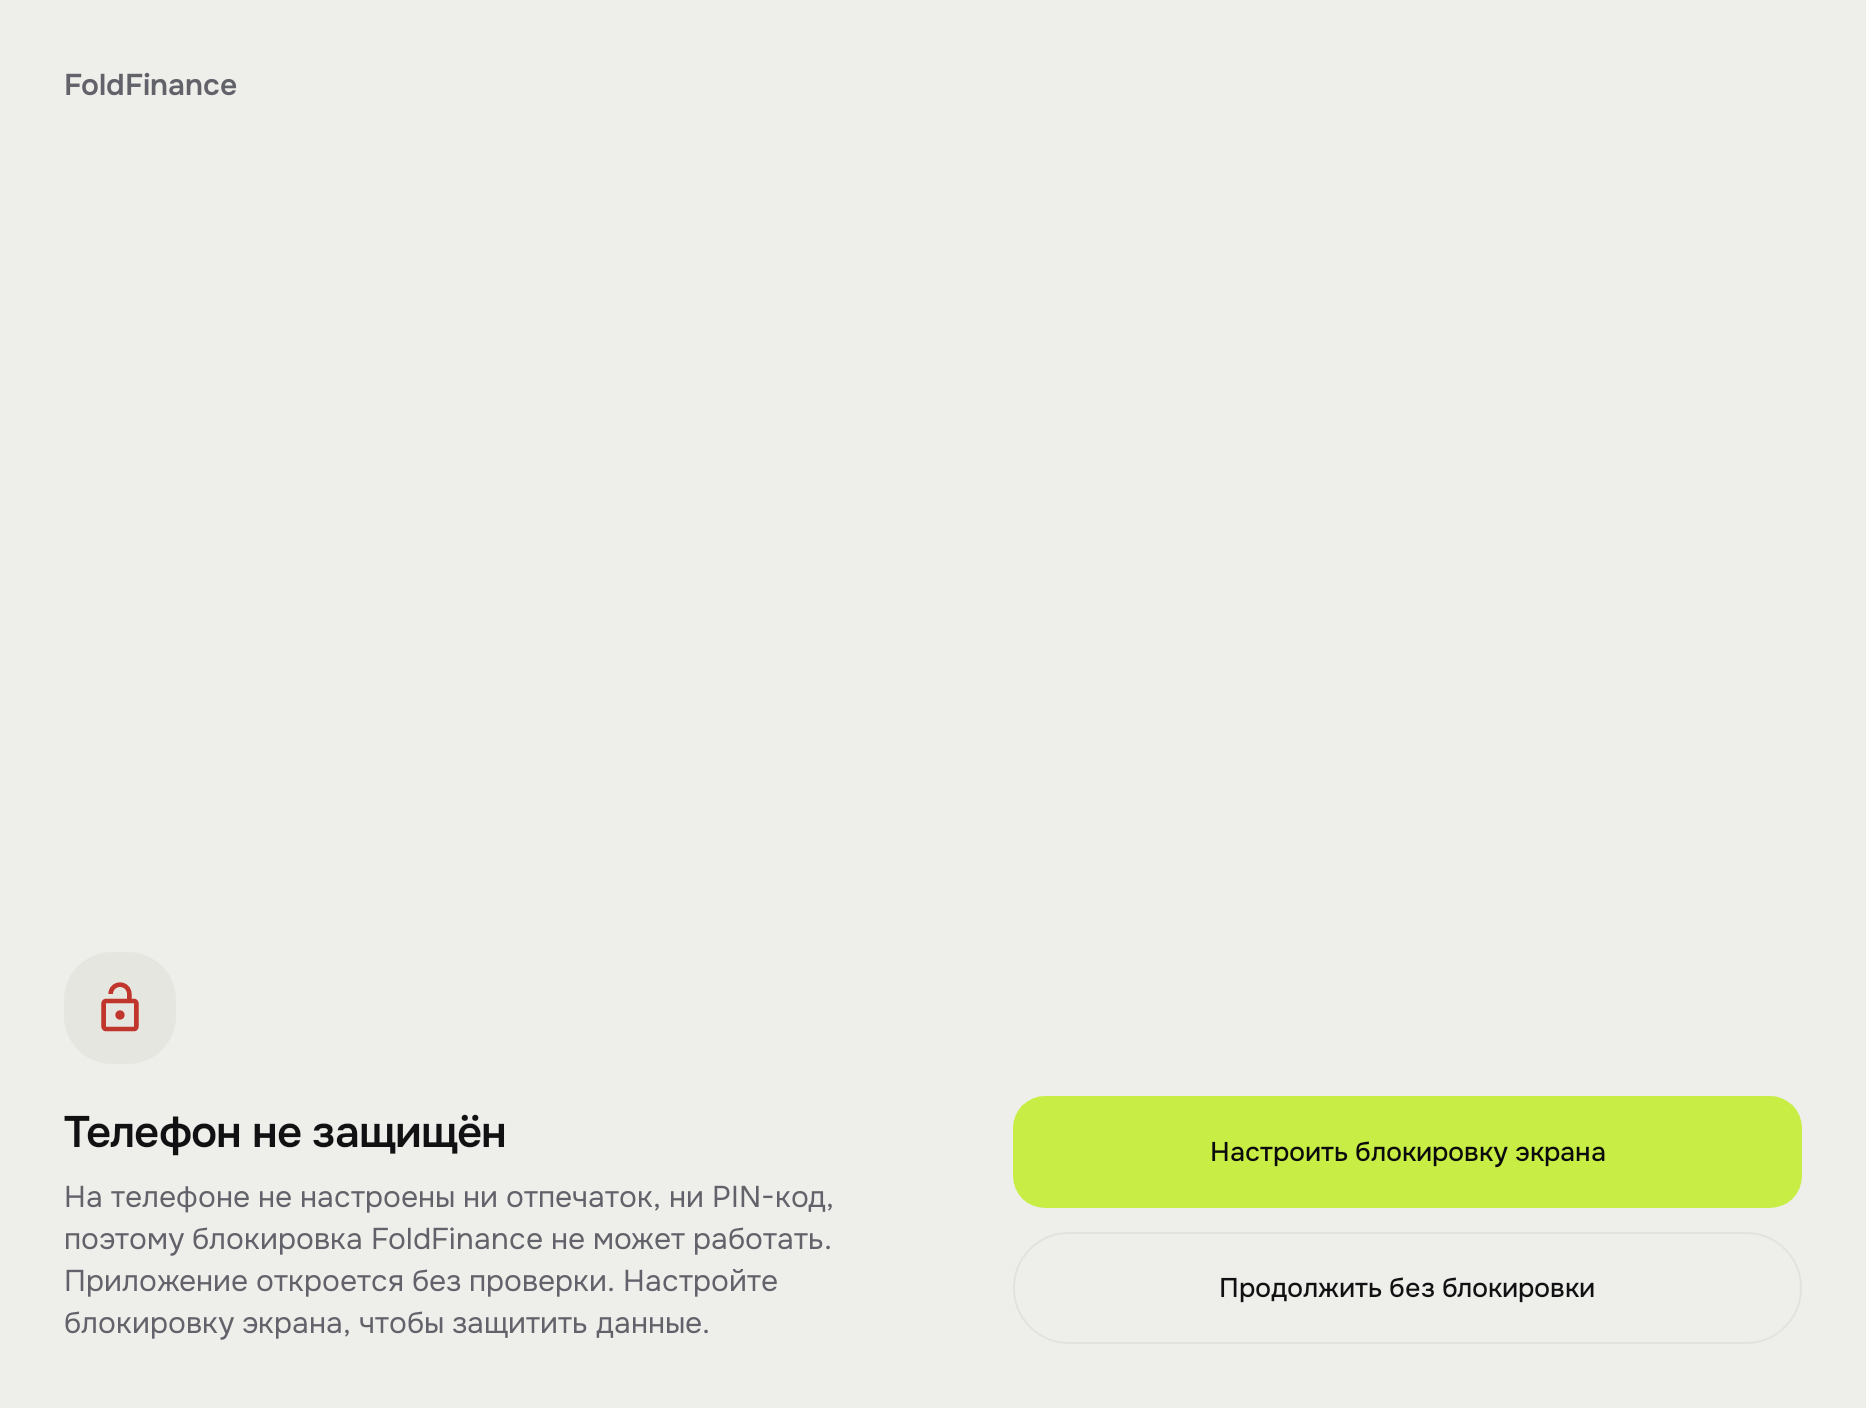 FoldFinance
Телефон не защищён
На телефоне не настроены ни отпечаток, ни PIN-код,
поэтому блокировка FoldFinance не может работать.
Приложение откроется без проверки. Настройте
блокировку экрана, чтобы защитить данные.
Настроить блокировку экрана
Продолжить без блокировки